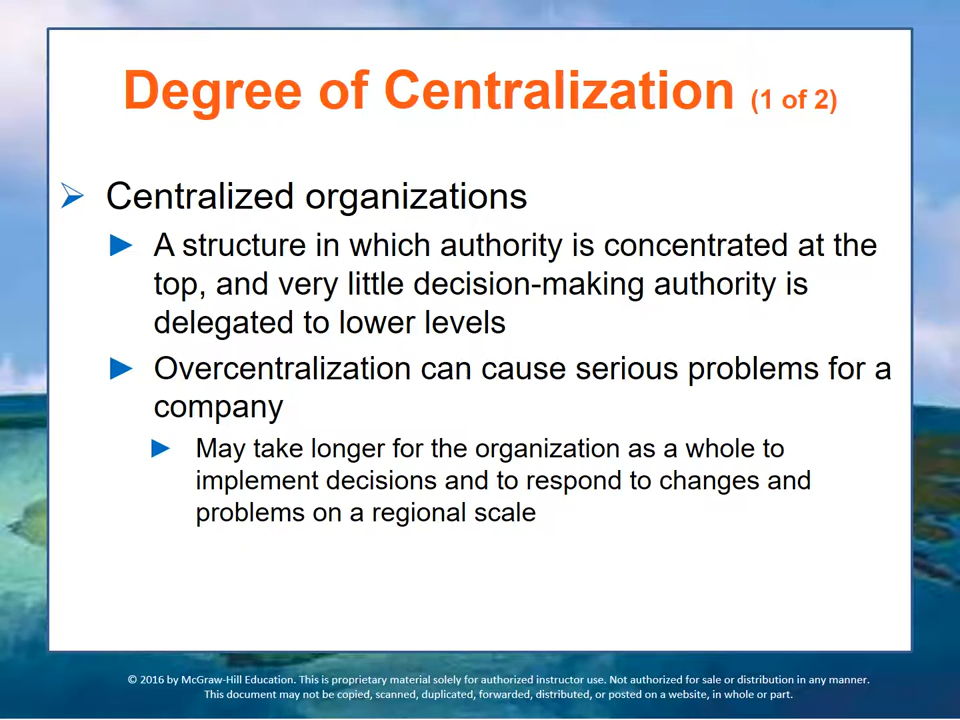 Degree of Centralization (1 of 2)
Centralized organizations
A structure in which authority is concentrated at the
top, and very little decision-making authority is
delegated to lower levels
Overcentralization can cause serious problems for a
company
May take longer for the organization as a whole to
implement decisions and to respond to changes and
problems on a regional scale
© 2016 by McGraw-Hill Education. This is proprietary material solely for authorized instructor use. Not authorized for sale or distribution in any manner.
This document may not be copied, scanned, duplicated, forwarded, distributed, or posted on a website, in whole or part.